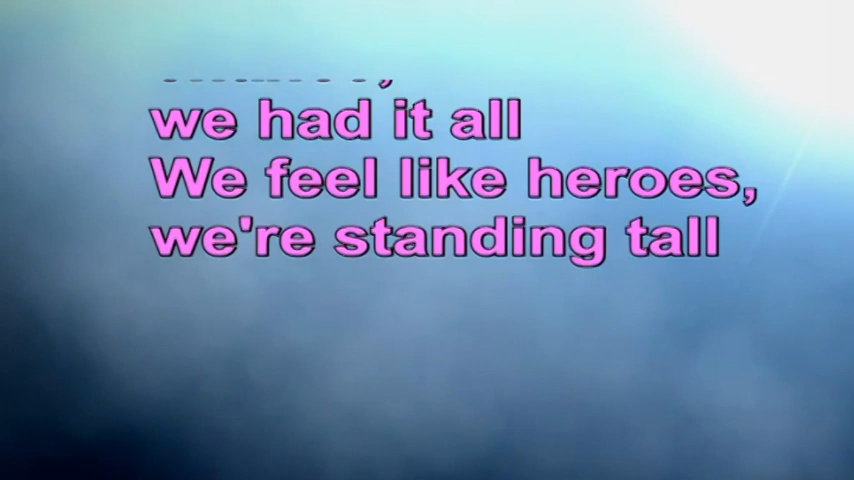 we had it all
We feel like heroes,
we're standing tall